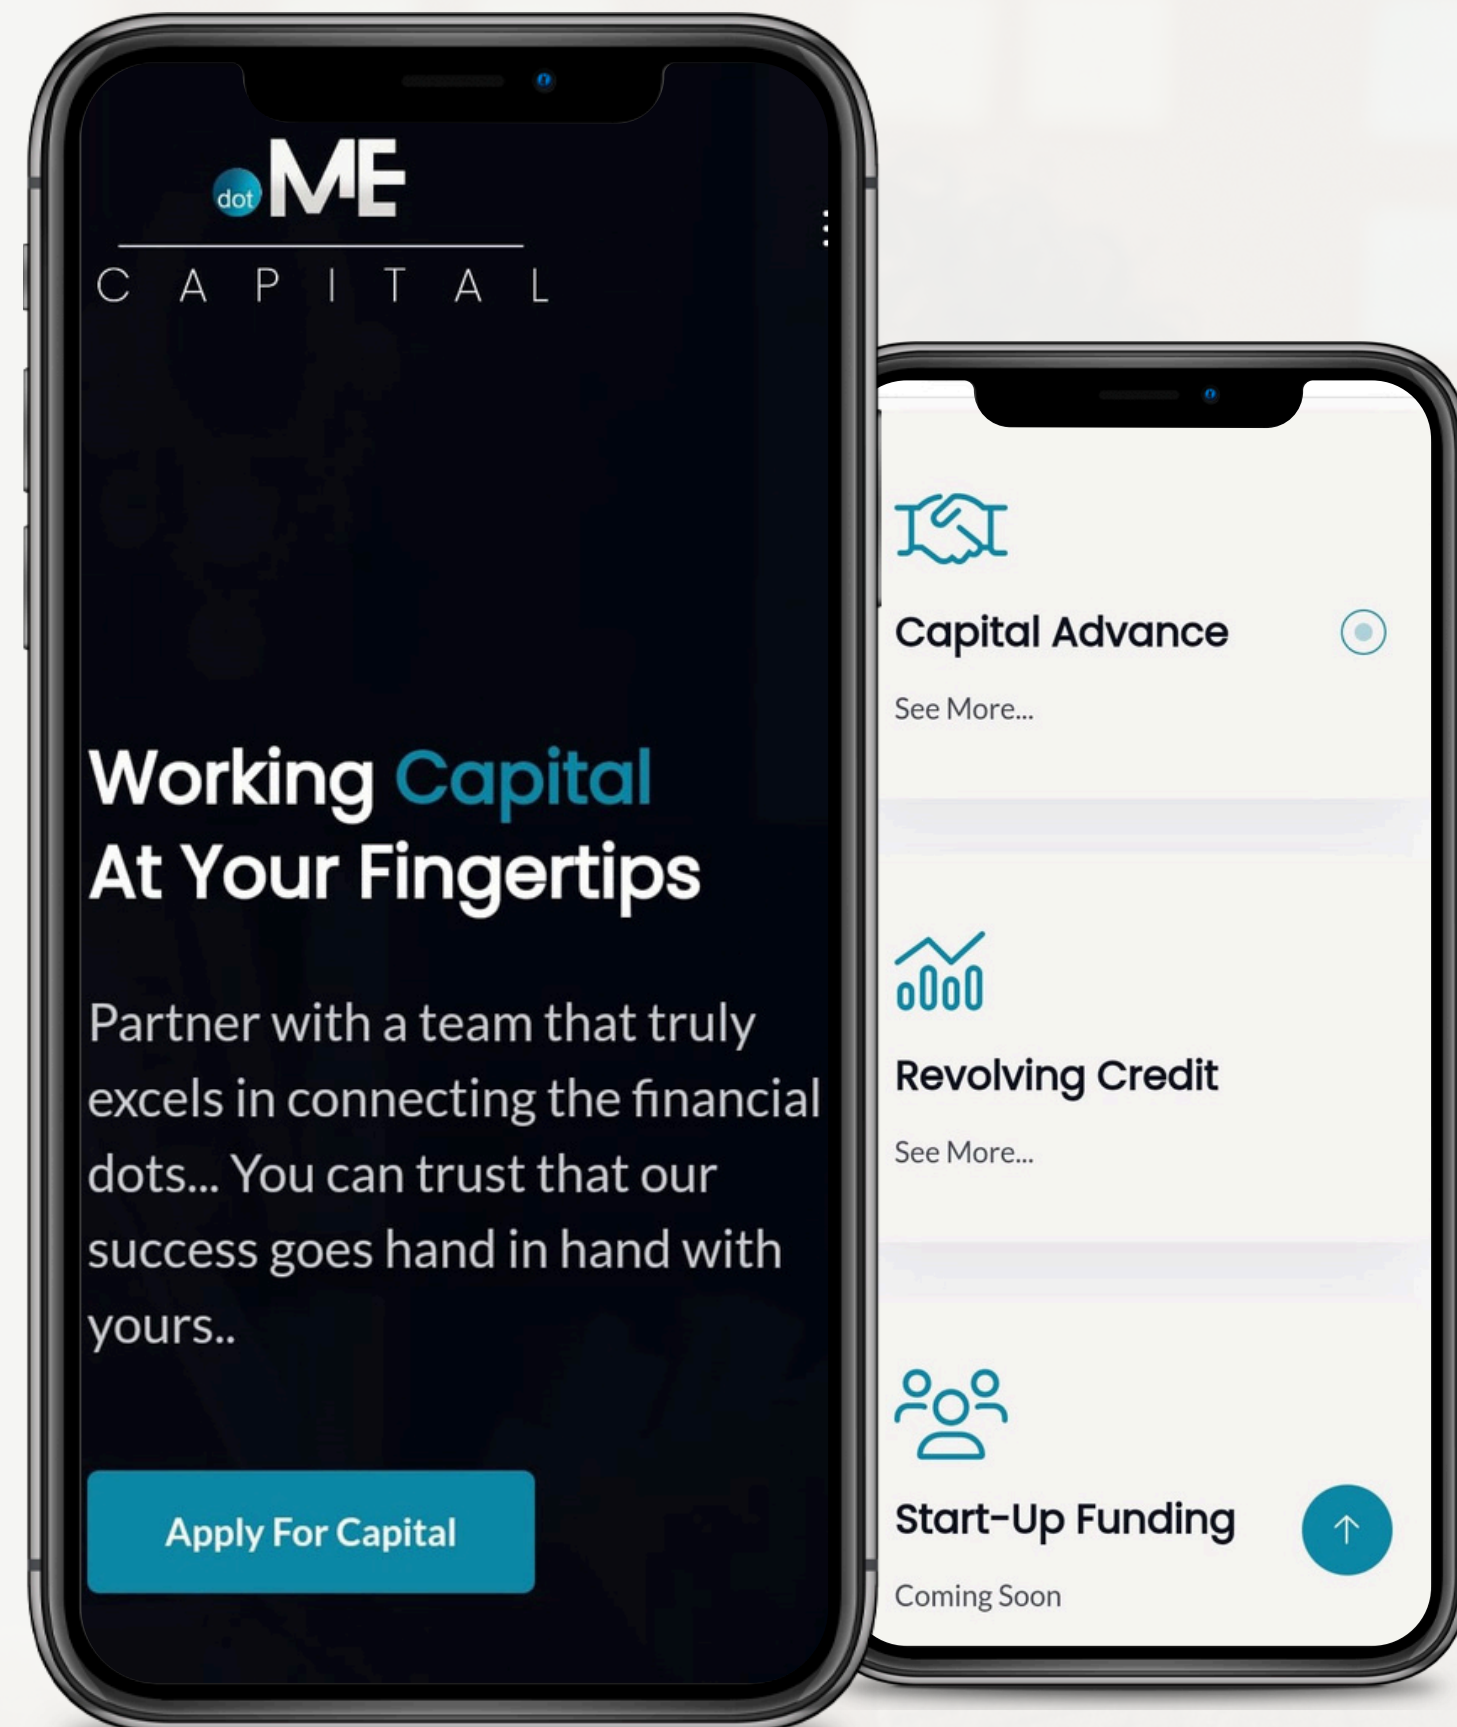 dot ME
CAPITAL
Working Capital
At Your Fingertips
Partner with a team that truly
excels in connecting the financial
dots... You can trust that our
success goes hand in hand with
yours..
Apply For Capital
Capital Advance
See More...
Revolving Credit
See More...
Start-Up Funding
Coming Soon